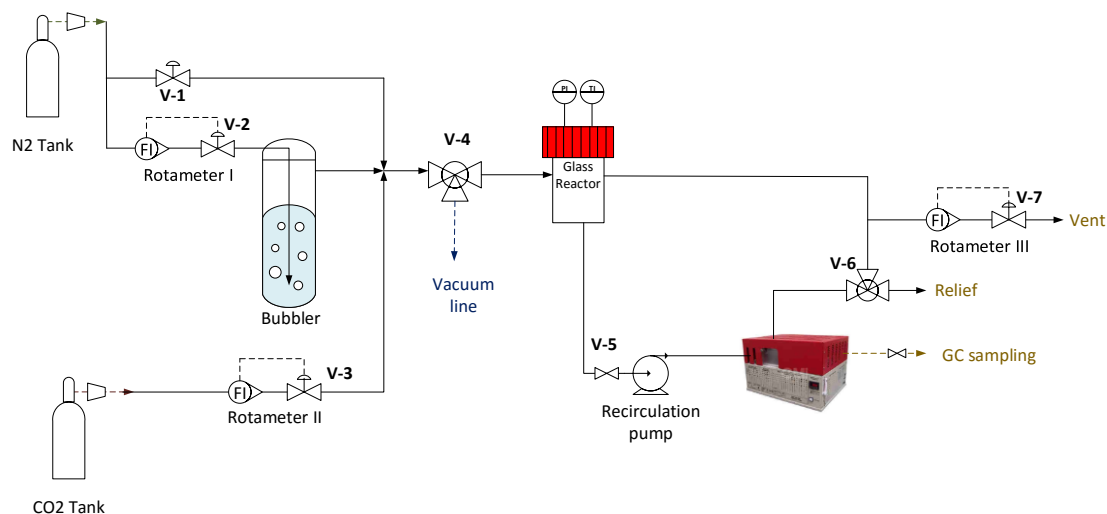 N2 Tank
V-1
FI
V-2
Rotameter I
Bubbler
V-4
Vacuum
line
PI
TI
Glass
Reactor
FI
V-7
Rotameter III
Vent
V-6
Relief
V-5
GC sampling
Recirculation
pump
FI
V-3
Rotameter II
CO2 Tank